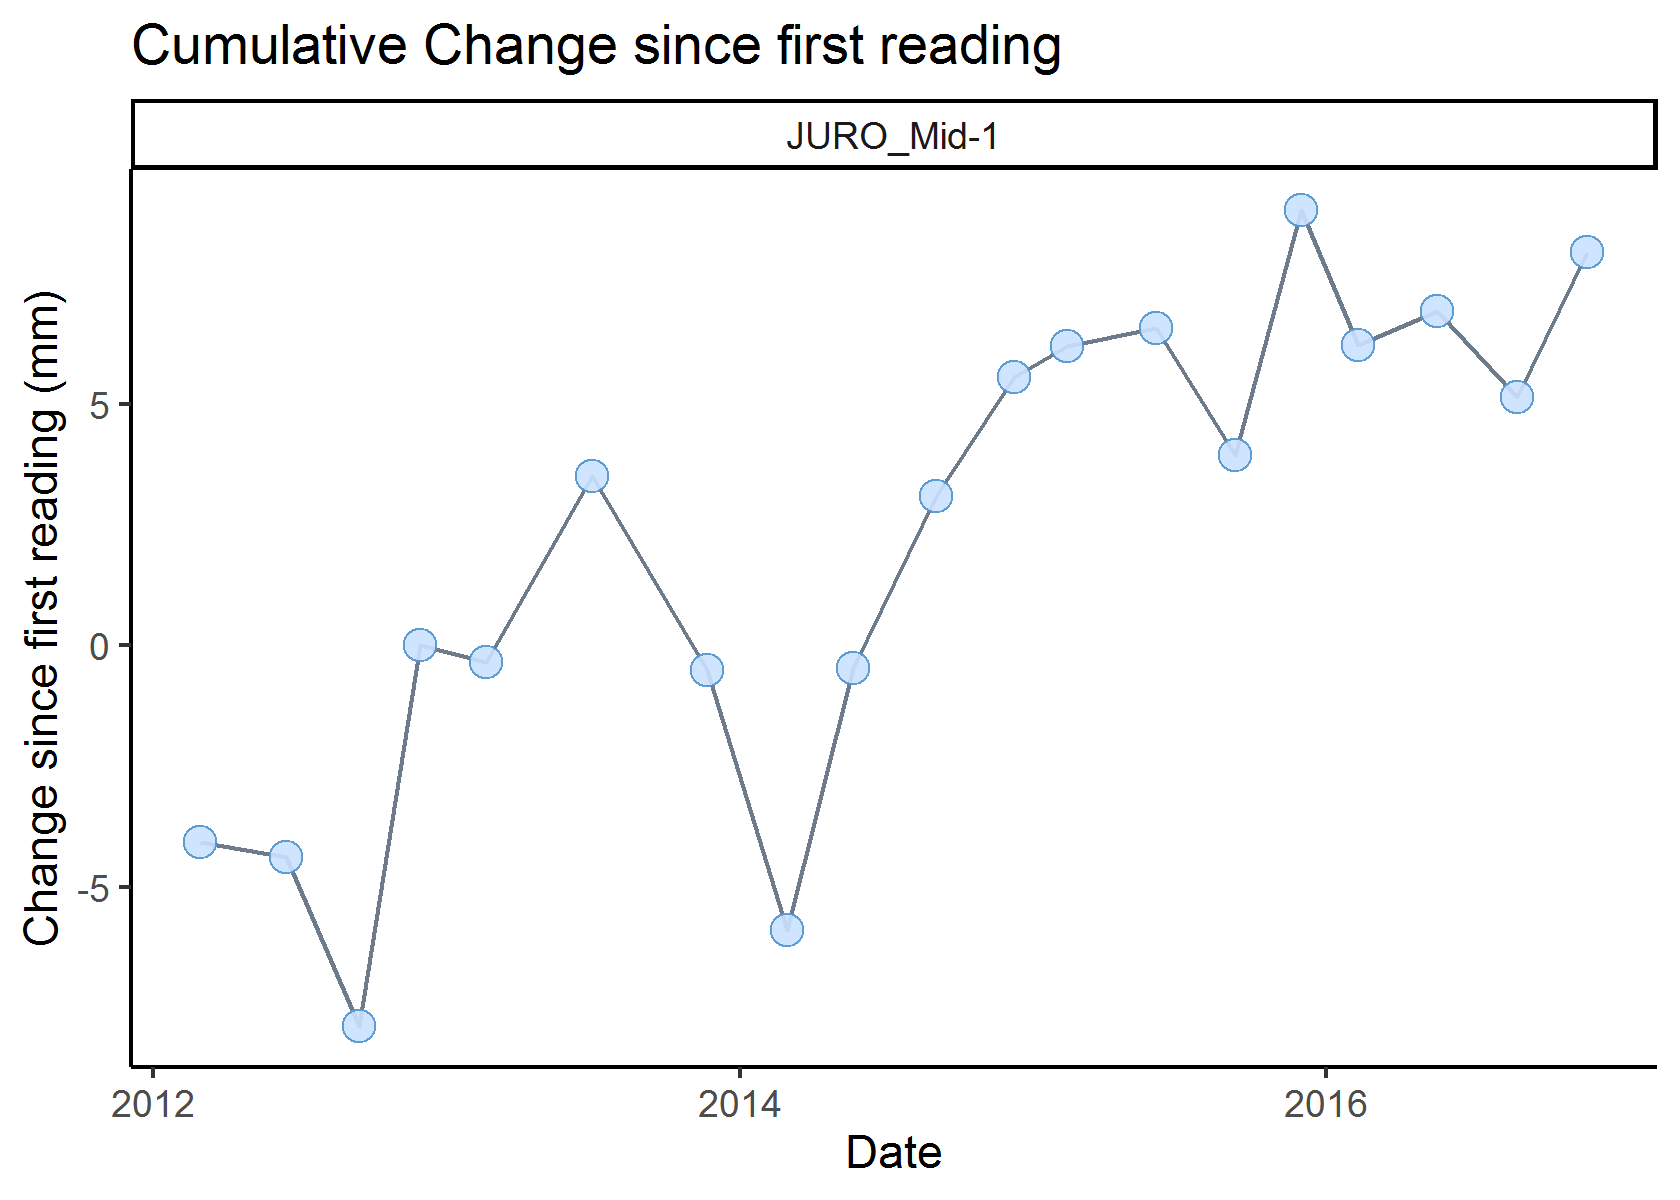 Cumulative Change since first reading
JURO_Mid-1
Change since first reading (mm)
5
0
-5
2012
2014
2016
Date